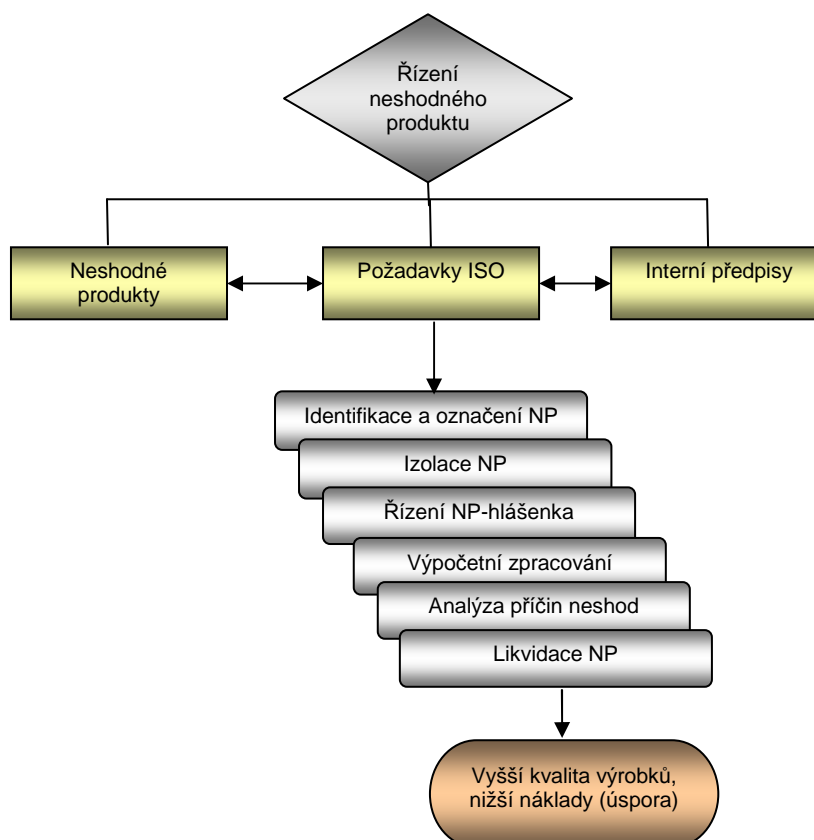 Řízení
neshodného
produktu
Neshodné
produkty
Požadavky ISO
Interní předpisy
Identifikace a označení NP
Izolace NP
Řízení NP-hlášenka
Výpočetní zpracování
Analýza příčin neshod
Likvidace NP
Vyšší kvalita výrobků,
nižší náklady (úspora)